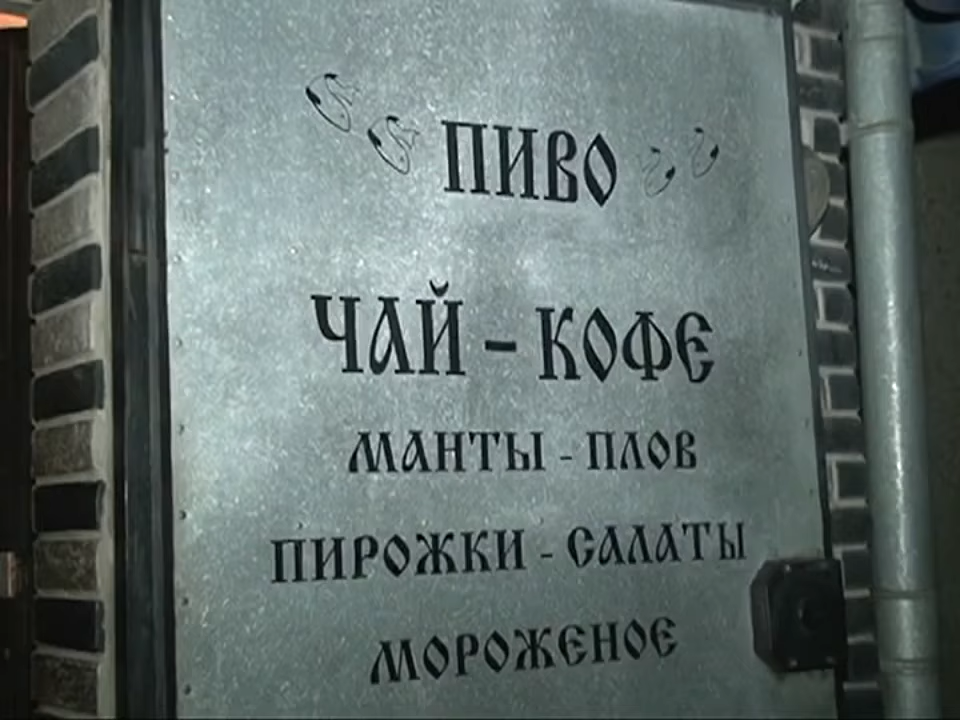 ПИВО
ЧАЙ - КОФЕ
МАНТЫ - ПЛОВ
ПИРОЖКИ - САЛАТЫ
МОРОЖЕНОЕ